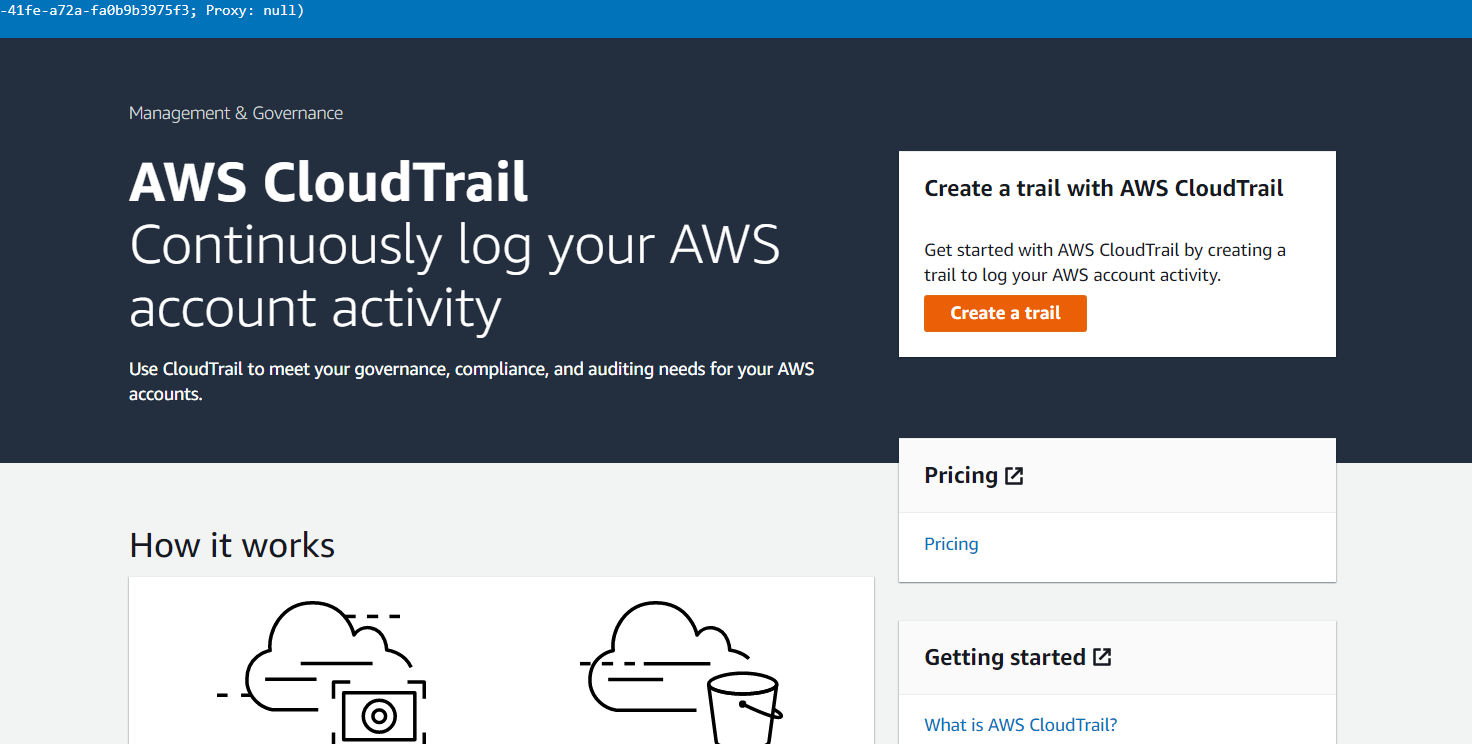 -41fe-a72a-fa0b9b3975f3; Proxy: null)
Management & Governance
AWS CloudTrail
Continuously log your AWS
account activity
Use CloudTrail to meet your governance, compliance, and auditing needs for your AWS
accounts.
Create a trail with AWS CloudTrail
Get started with AWS CloudTrail by creating a
trail to log your AWS account activity.
Create a trail
Pricing
Pricing
How it works
Getting started
What is AWS CloudTrail?